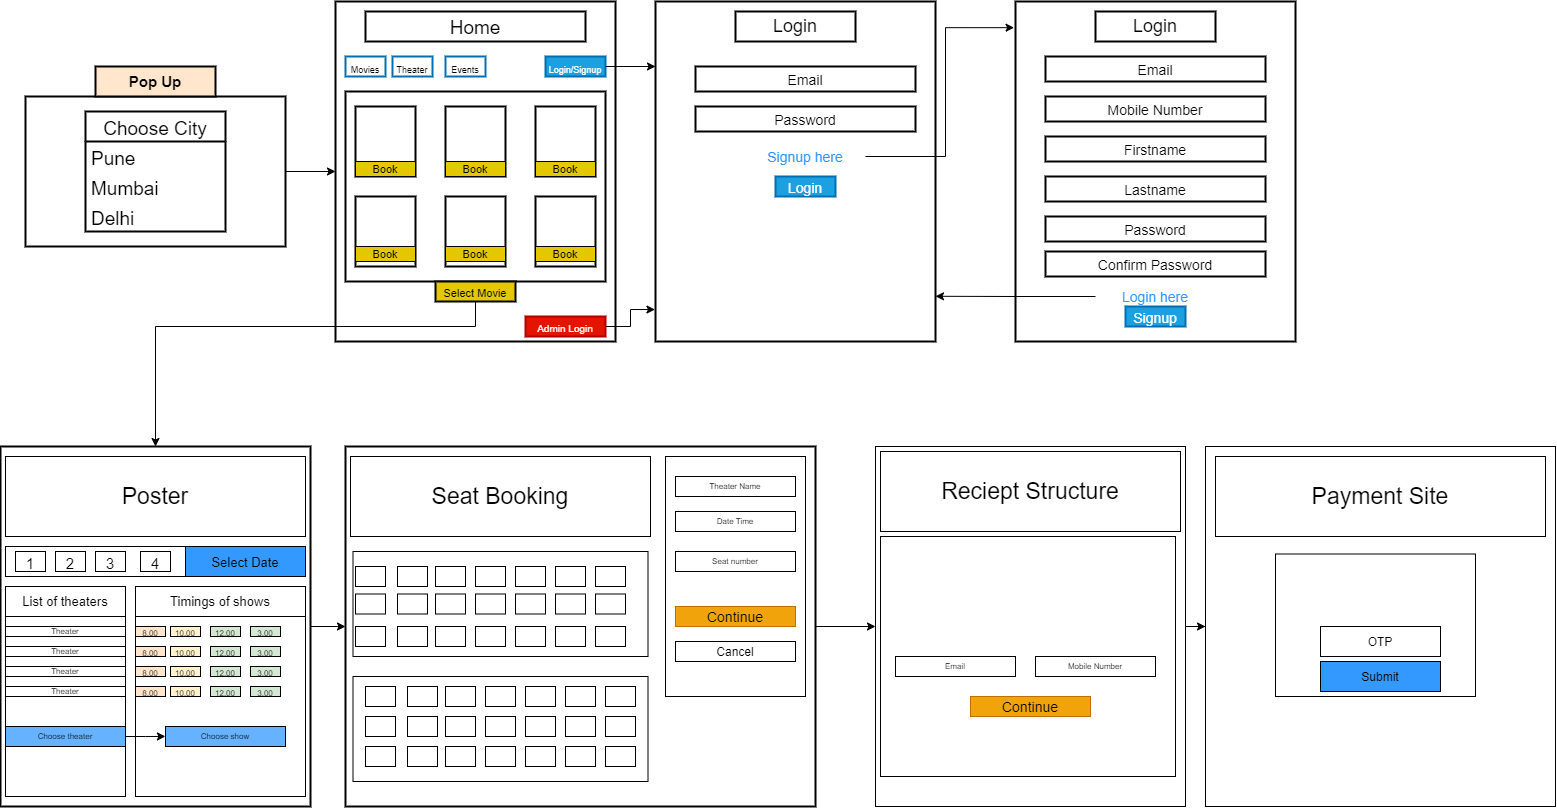 Pop Up
Choose City
Pune
Mumbai
Delhi
Home
Movies
Theater
Events
Login/Signup
Book
Book
Book
Book
Book
Book
Select Movie
Admin Login
Login
Email
Password
Signup here
Login
Login
Email
Mobile Number
Firstname
Lastname
Password
Confirm Password
Login here
Signup
Poster
1 2 3 4 Select Date
List of theaters
Timings of shows
Theater 8.00 10.00 12.00 3.00
Theater 8.00 10.00 12.00 3.00
Theater 8.00 10.00 12.00 3.00
Theater 8.00 10.00 12.00 3.00
Choose theater
Choose show
Seat Booking
Theater Name
Date Time
Seat number
Continue
Cancel
Reciept Structure
Email
Mobile Number
Continue
Payment Site
OTP
Submit